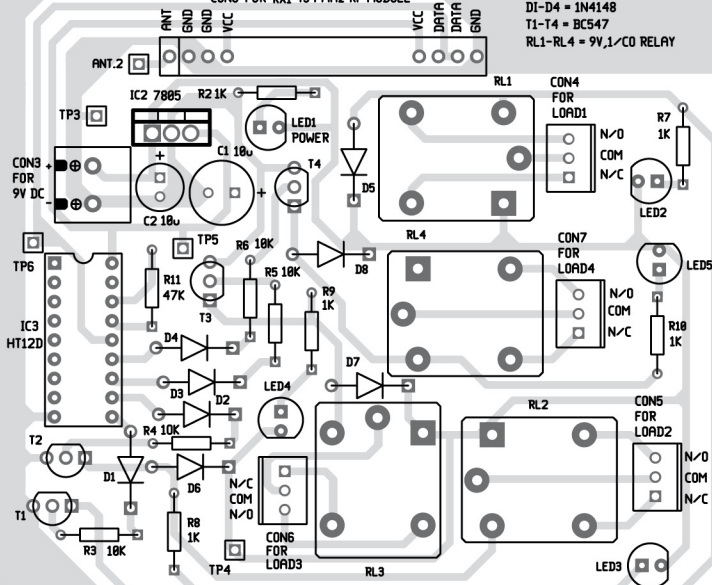 CON8 FOR RX1 434 MHz RF MODULE
DI-D4 = 1N4148
T1-T4 = BC547
RL1-RL4 = 9V,1/CO RELAY
ANT
GND
GND
VCC
VCC
DATA
DATA
GND
ANT.2
TP3
IC2 7805
R2 1K
LED1
POWER
RL1
CON4
FOR
LOAD1
N/O
COM
N/C
R7
1K
LED2
CON3
FOR
9V DC
+
-
+
C2 10u
C1 10u
+
T4
D5
TP6
TP5
R6 10K
R5 10K
D8
RL4
CON7
FOR
LOAD4
N/O
COM
N/C
LED5
R11
47K
T3
R9
1K
R10
1K
IC3
HT12D
D4
D3
D2
D7
LED4
R4 10K
D6
D1
T2
T1
R3 10K
R8
1K
N/C
COM
N/O
CON6
FOR
LOAD3
TP4
RL3
RL2
CON5
FOR
LOAD2
N/O
COM
N/C
LED3